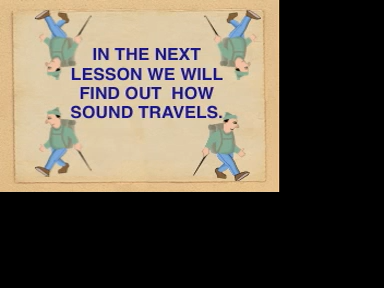 IN THE NEXT
LESSON WE WILL
FIND OUT  HOW
SOUND TRAVELS.